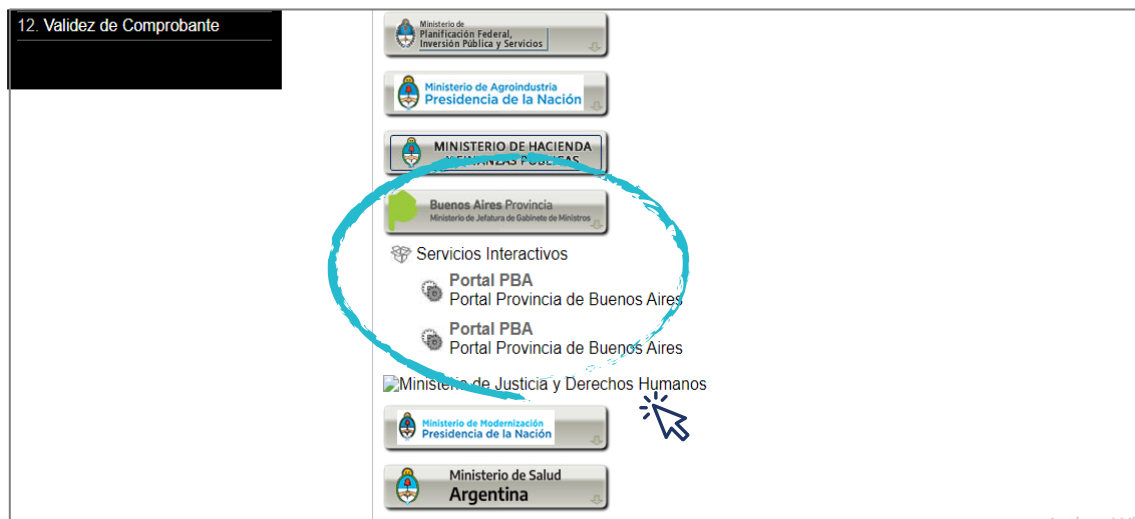 12. Validez de Comprobante
Ministerio de
Planificación Federal,
Inversión Pública y Servicios
Ministerio de Agroindustria
Presidencia de la Nación
MINISTERIO DE HACIENDA
Y FINANZAS PÚBLICAS
Buenos Aires Provincia
Ministerio de Jefatura de Gabinete de Ministros
Servicios Interactivos
Portal PBA
Portal Provincia de Buenos Aires
Portal PBA
Portal Provincia de Buenos Aires
Ministerio de Justicia y Derechos Humanos
Ministerio de Modernización
Presidencia de la Nación
Ministerio de Salud
Argentina